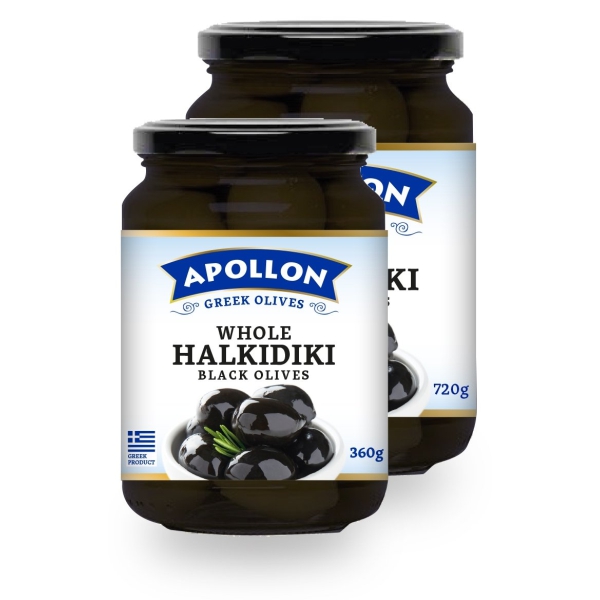 APOLLON
GREEK OLIVES
WHOLE
HALKIDIKI
BLACK OLIVES
GREEK
PRODUCT
360g
720g